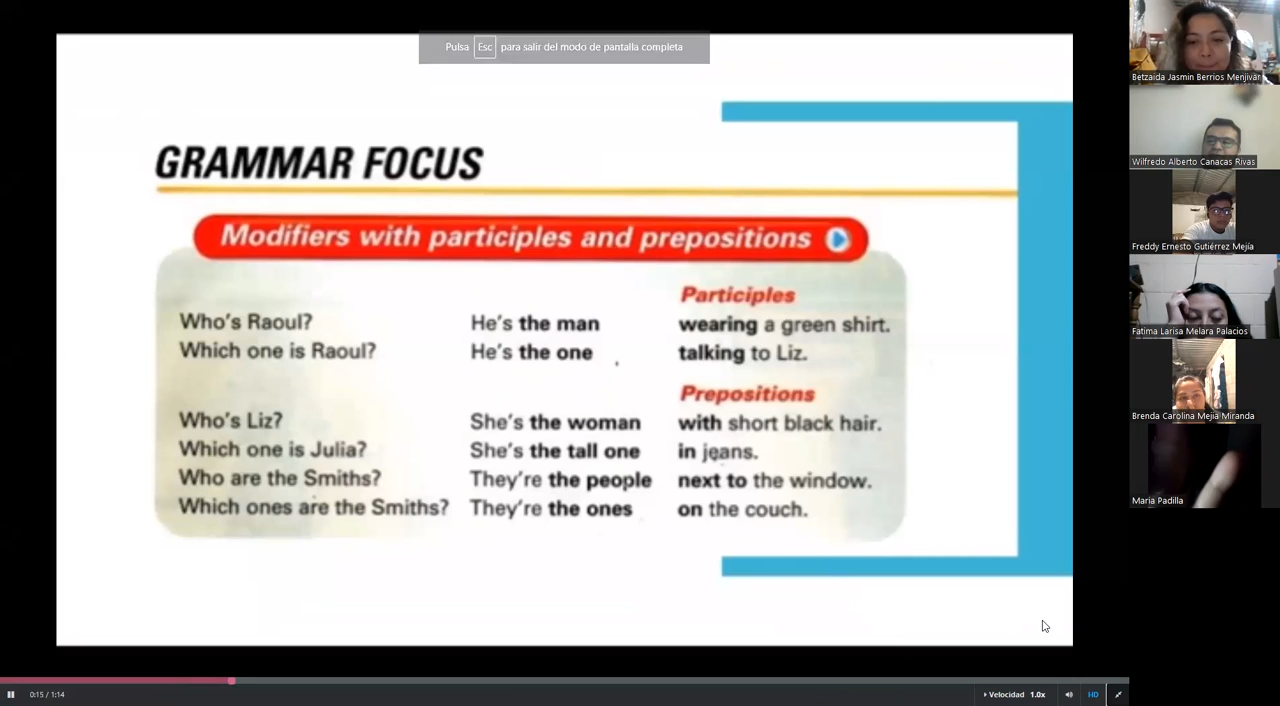 Pulsa Esc para salir del modo de pantalla completa
GRAMMAR FOCUS
Modifiers with participles and prepositions
Participles
Who's Raoul? He's the man wearing a green shirt.
Which one is Raoul? He's the one talking to Liz.
Prepositions
Who's Liz? She's the woman with short black hair.
Which one is Julia? She's the tall one in jeans.
Who are the Smiths? They're the people next to the window.
Which ones are the Smiths? They're the ones on the couch.
Betzaida Jasmin Berrios Menjivar
Wilfredo Alberto Canacas Rivas
Freddy Ernesto Gutiérrez Mejía
Fatima Larisa Melara Palacios
Brenda Carolina Mejia Miranda
Maria Padilla
0:15 / 1:14
Velocidad 1.0x
HD